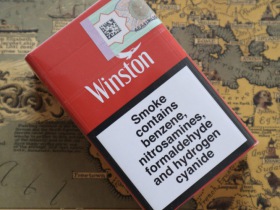 Winston
Smoke
contains
benzene,
nitrosamines,
formaldehyde
and hydrogen
cyanide